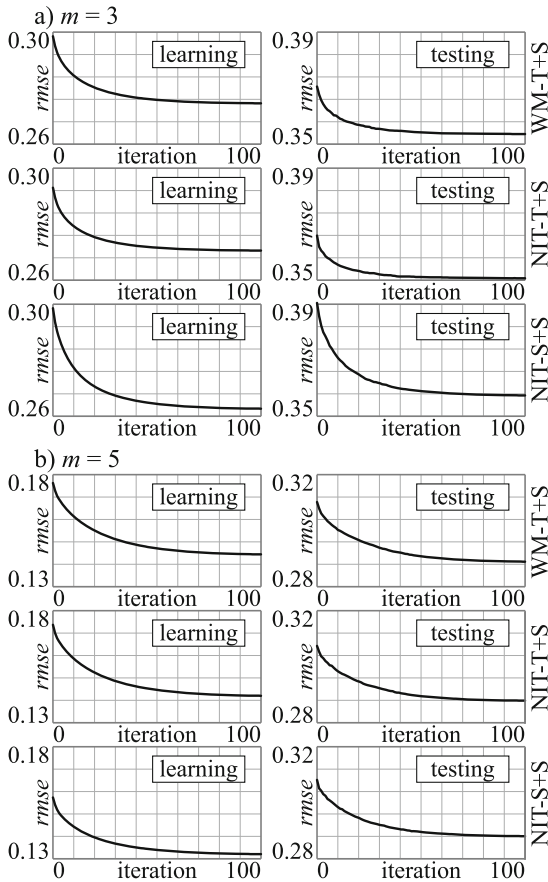 a) m = 3
0.30
rmse
learning
0.26
0
iteration
100
0.39
rmse
testing
0.35
0
iteration
100
WM-T+S
0.30
rmse
learning
0.26
0
iteration
100
0.39
rmse
testing
0.35
0
iteration
100
NIT-T+S
0.30
rmse
learning
0.26
0
iteration
100
0.39
rmse
testing
0.35
0
iteration
100
NIT-S+S
b) m = 5
0.18
rmse
learning
0.13
0
iteration
100
0.32
rmse
testing
0.28
0
iteration
100
WM-T+S
0.18
rmse
learning
0.13
0
iteration
100
0.32
rmse
testing
0.28
0
iteration
100
NIT-T+S
0.18
rmse
learning
0.13
0
iteration
100
0.32
rmse
testing
0.28
0
iteration
100
NIT-S+S